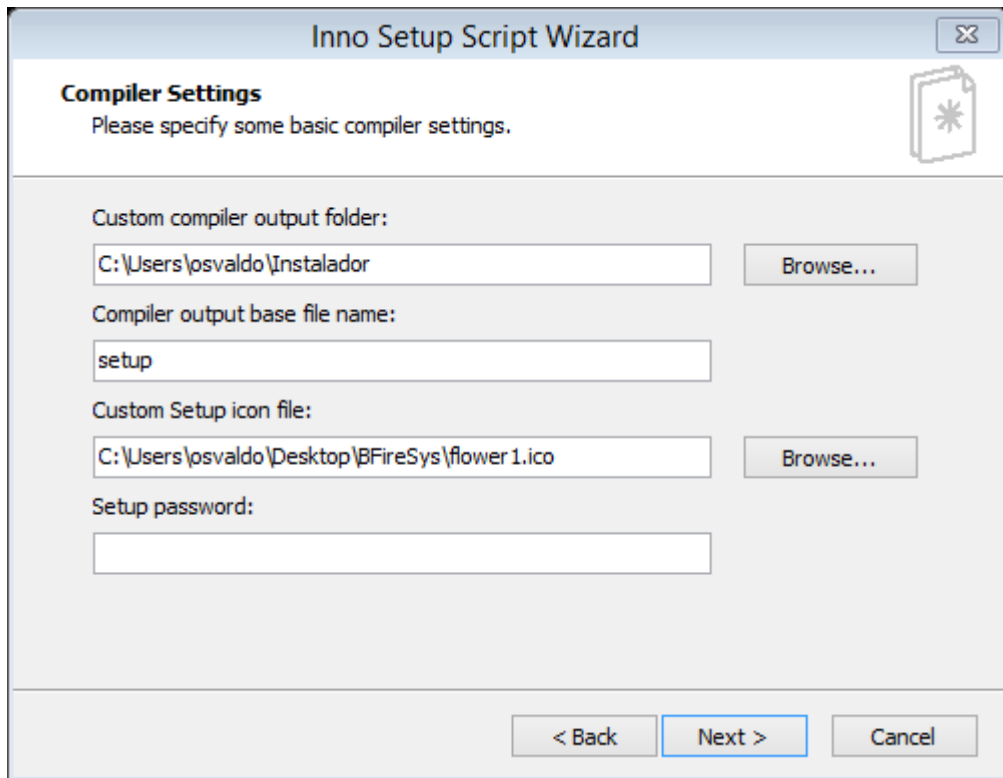 Inno Setup Script Wizard
Compiler Settings
Please specify some basic compiler settings.
Custom compiler output folder:
C:\Users\osvaldo\Instalador
Browse...
Compiler output base file name:
setup
Custom Setup icon file:
C:\Users\osvaldo\Desktop\BFireSys\flower1.ico
Browse...
Setup password:
< Back Next > Cancel